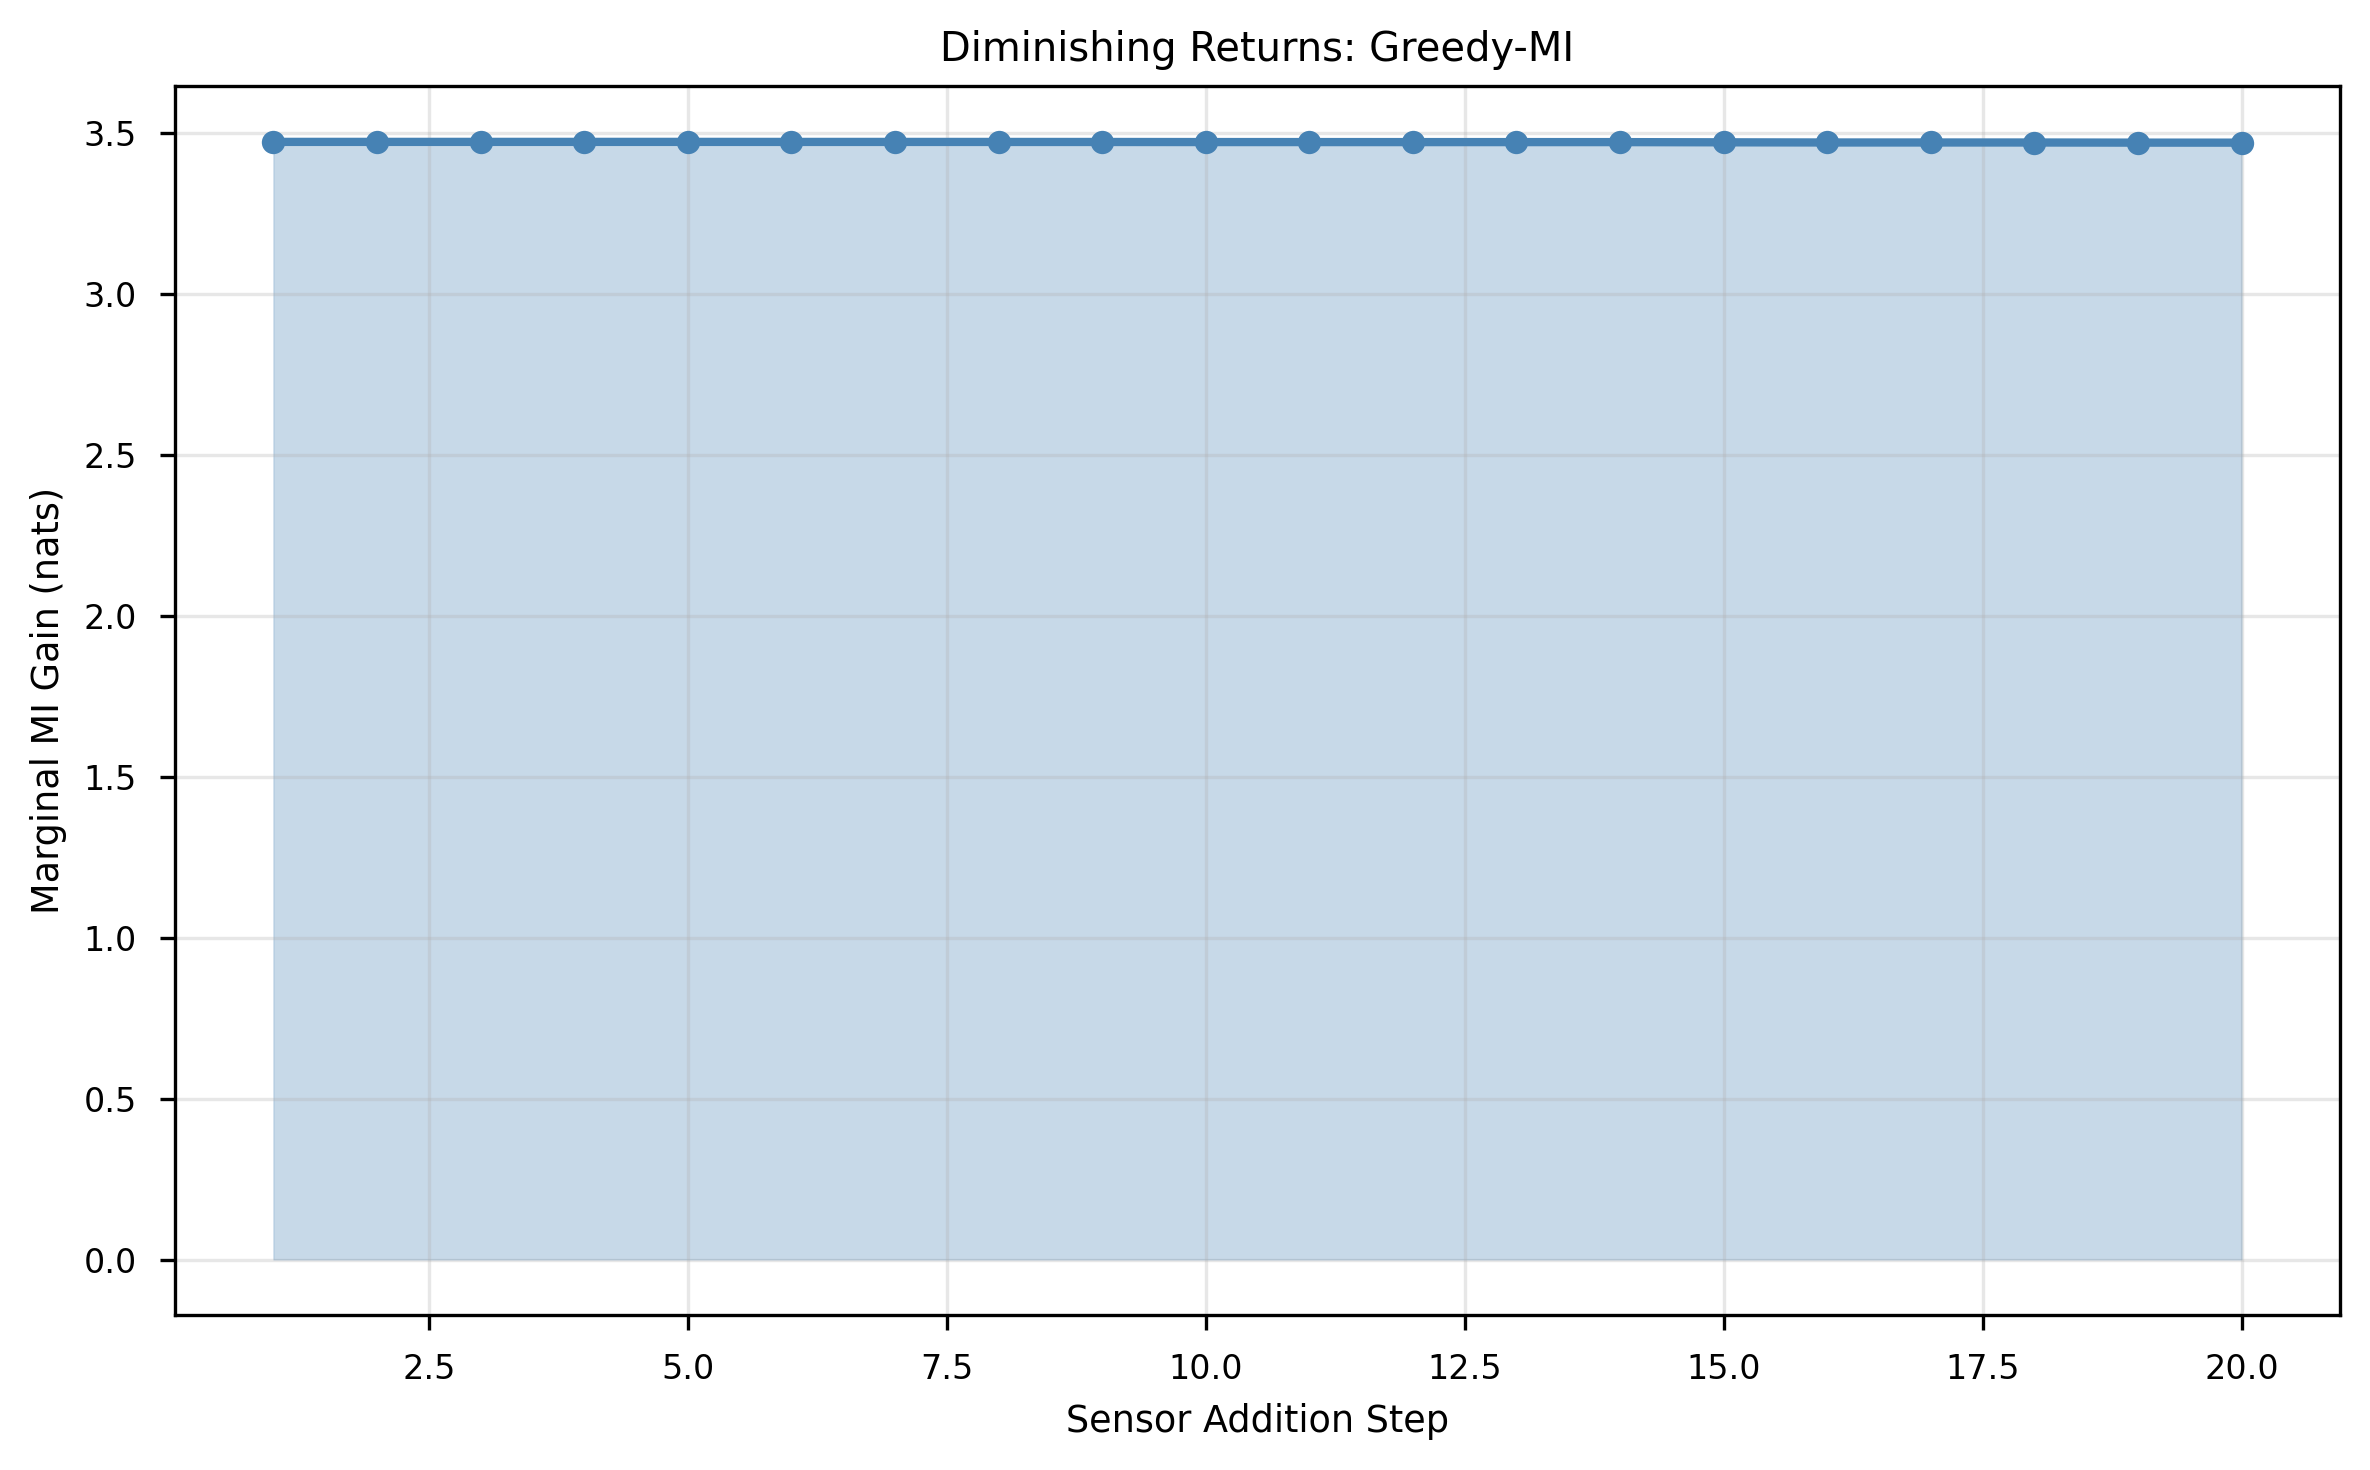 Diminishing Returns: Greedy-MI
3.5
3.0
2.5
2.0
1.5
1.0
0.5
0.0
Marginal MI Gain (nats)
2.5 5.0 7.5 10.0 12.5 15.0 17.5 20.0
Sensor Addition Step